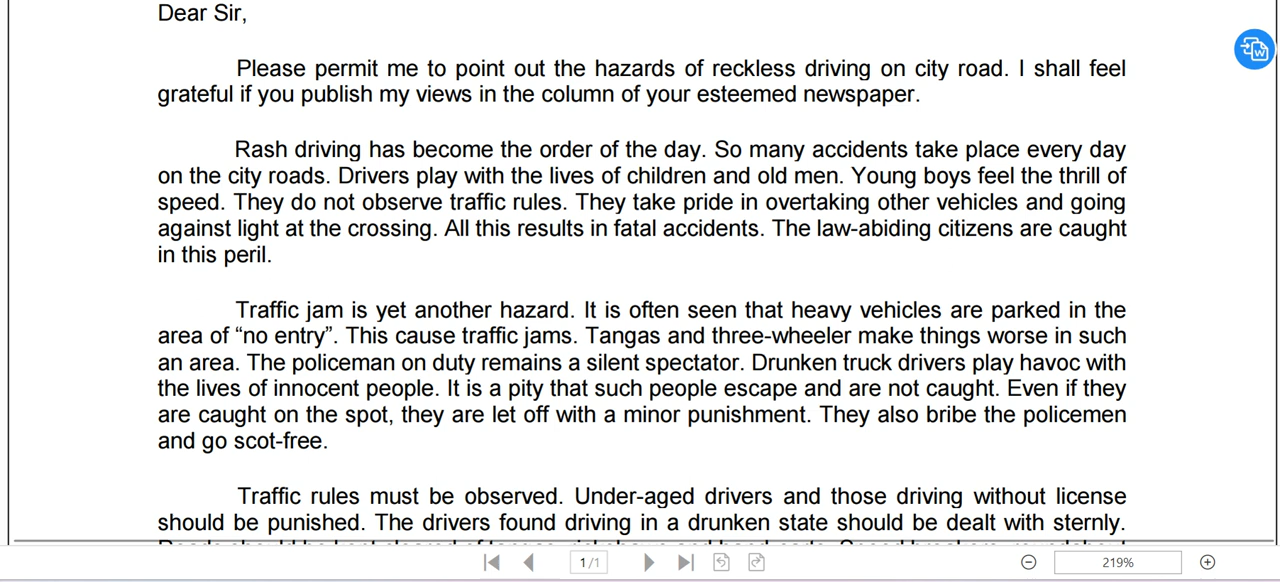 Dear Sir,
Please permit me to point out the hazards of reckless driving on city road. I shall feel
grateful if you publish my views in the column of your esteemed newspaper.
Rash driving has become the order of the day. So many accidents take place every day
on the city roads. Drivers play with the lives of children and old men. Young boys feel the thrill of
speed. They do not observe traffic rules. They take pride in overtaking other vehicles and going
against light at the crossing. All this results in fatal accidents. The law-abiding citizens are caught
in this peril.
Traffic jam is yet another hazard. It is often seen that heavy vehicles are parked in the
area of “no entry”. This cause traffic jams. Tangas and three-wheeler make things worse in such
an area. The policeman on duty remains a silent spectator. Drunken truck drivers play havoc with
the lives of innocent people. It is a pity that such people escape and are not caught. Even if they
are caught on the spot, they are let off with a minor punishment. They also bribe the policemen
and go scot-free.
Traffic rules must be observed. Under-aged drivers and those driving without license
should be punished. The drivers found driving in a drunken state should be dealt with sternly.
1/1
219%